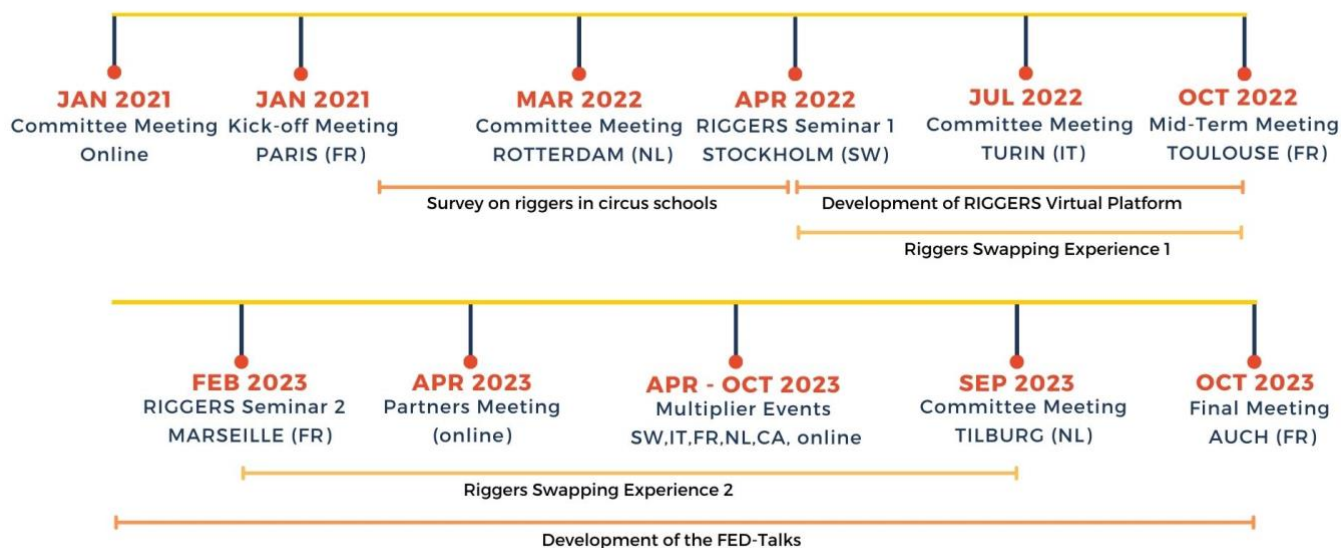 JAN 2021
Committee Meeting
Online
JAN 2021
Kick-off Meeting
PARIS (FR)
MAR 2022
Committee Meeting
ROTTERDAM (NL)
APR 2022
RIGGERS Seminar 1
STOCKHOLM (SW)
JUL 2022
Committee Meeting
TURIN (IT)
OCT 2022
Mid-Term Meeting
TOULOUSE (FR)
Survey on riggers in circus schools
Development of RIGGERS Virtual Platform
Riggers Swapping Experience 1
FEB 2023
RIGGERS Seminar 2
MARSEILLE (FR)
APR 2023
Partners Meeting
(online)
APR - OCT 2023
Multiplier Events
SW,IT,FR,NL,CA, online
SEP 2023
Committee Meeting
TILBURG (NL)
OCT 2023
Final Meeting
AUCH (FR)
Riggers Swapping Experience 2
Development of the FED-Talks